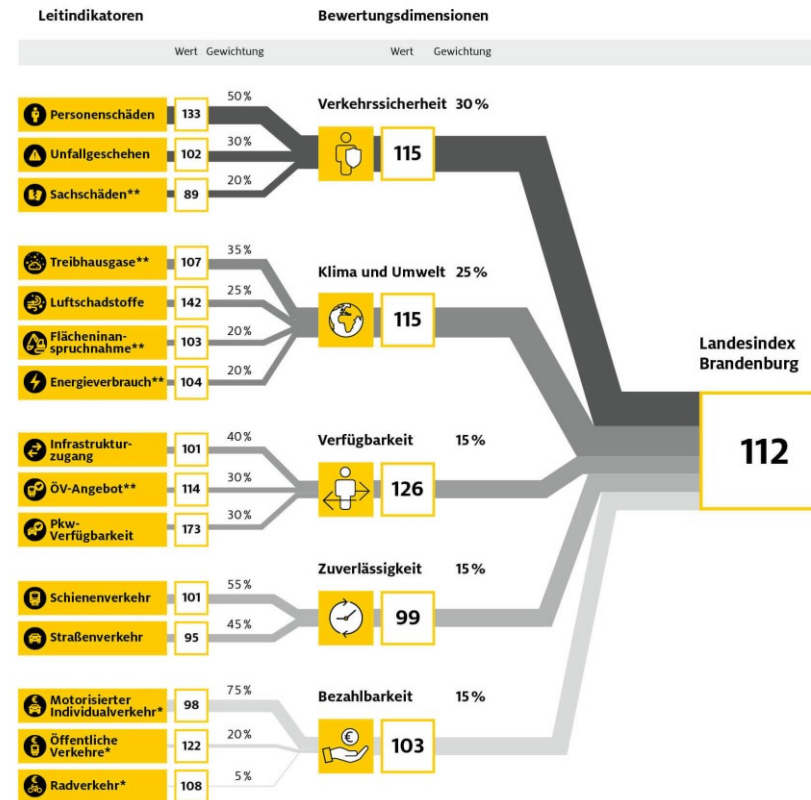 Leitindikatoren
Bewertungsdimensionen
Wert Gewichtung
Wert Gewichtung
Personenschäden 133 50 %
Unfallgeschehen 102 30 %
Sachschäden** 89 20 %
Verkehrssicherheit 30 %
115
Treibhausgase** 107 35 %
Luftschadstoffe 142 25 %
Flächeninan-
spruchnahme** 103 20 %
Energieverbrauch** 104 20 %
Klima und Umwelt 25 %
115
Infrastruktur-
zugang 101 40 %
ÖV-Angebot** 114 30 %
Pkw-
Verfügbarkeit 173 30 %
Verfügbarkeit 15 %
126
Schienenverkehr 101 55 %
Straßenverkehr 95 45 %
Zuverlässigkeit 15 %
99
Motorisierter
Individualverkehr* 98 75 %
Öffentliche
Verkehre* 122 20 %
Radverkehr* 108 5 %
Bezahlbarkeit 15 %
€
103
Landesindex
Brandenburg
112